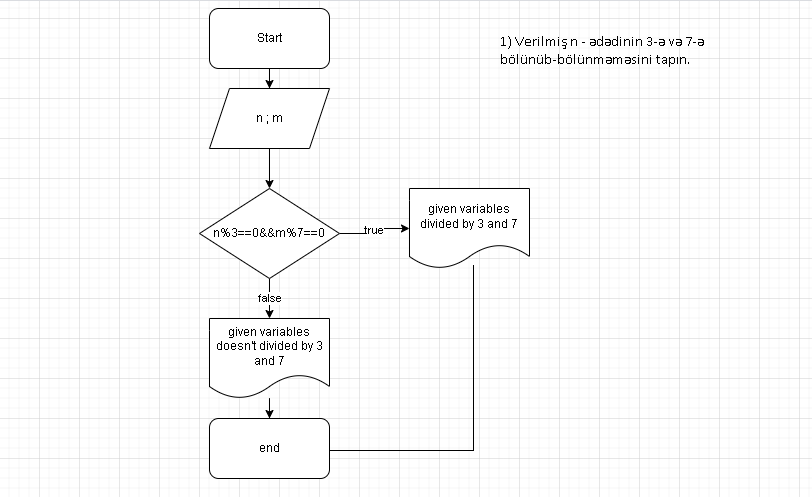 Start
1) Verilmiş n - ədədinin 3-ə və 7-ə
bölünüb-bölünməməsini tapın.
n ; m
n%3==0&&m%7==0
true
given variables
divided by 3 and 7
false
given variables
doesn't divided by 3
and 7
end